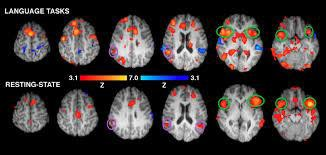 LANGUAGE TASKS
3.1 7.0 3.1
Z Z
RESTING-STATE